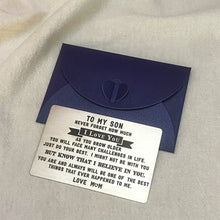 TO MY SON
NEVER FORGET HOW MUCH
I Love You
AS YOU GROW OLDER
YOU WILL FACE MANY CHALLENGES IN LIFE.
JUST DO YOUR BEST. I MIGHT NOT BE WITH YOU
BUT KNOW THAT I BELIEVE IN YOU.
YOU ARE AND ALWAYS WILL BE ONE OF THE BEST
THINGS THAT EVER HAPPENED TO ME.
LOVE MOM